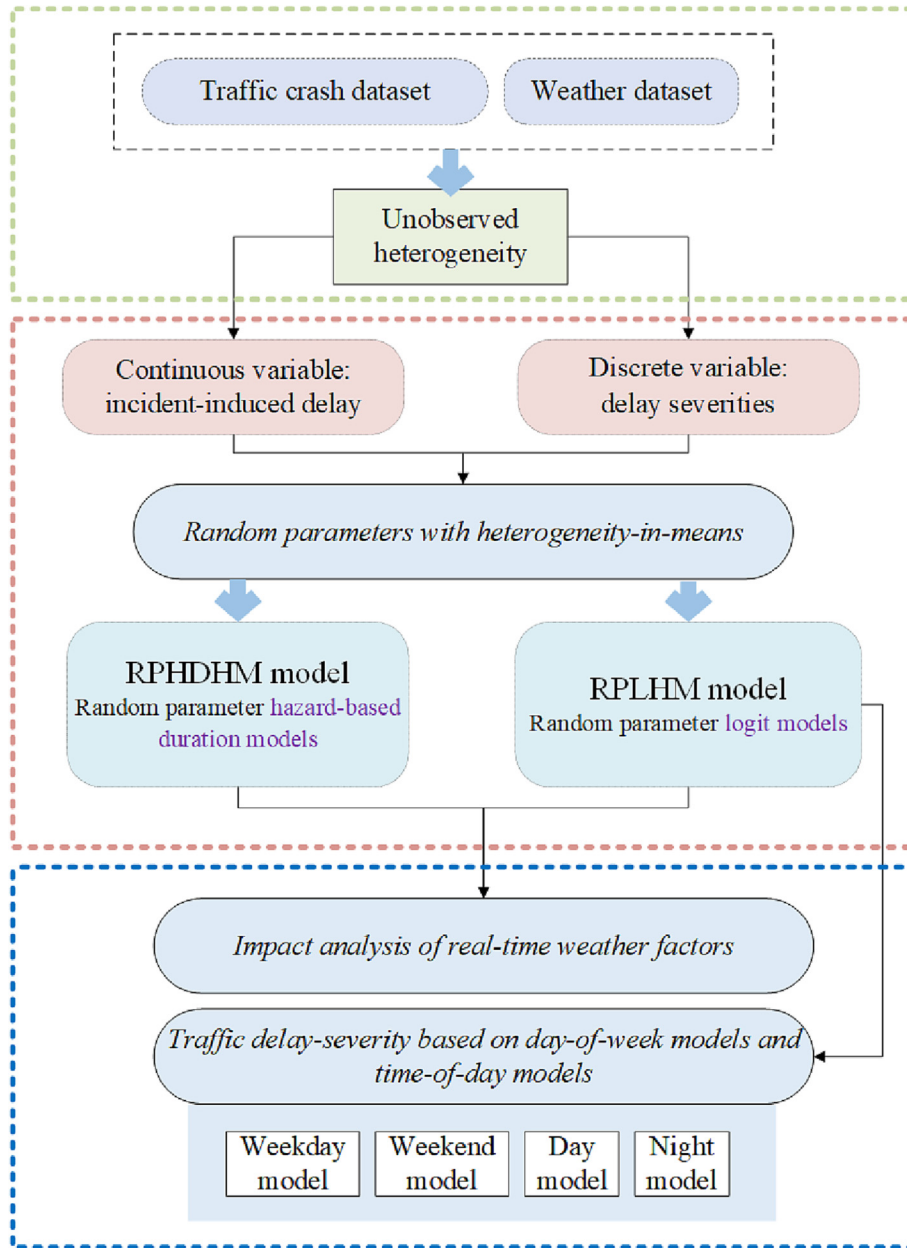 Traffic crash dataset
Weather dataset
Unobserved
heterogeneity
Continuous variable:
incident-induced delay
Discrete variable:
delay severities
Random parameters with heterogeneity-in-means
RPHDHM model
Random parameter hazard-based
duration models
RPLHM model
Random parameter logit models
Impact analysis of real-time weather factors
Traffic delay-severity based on day-of-week models and
time-of-day models
Weekday
model
Weekend
model
Day
model
Night
model